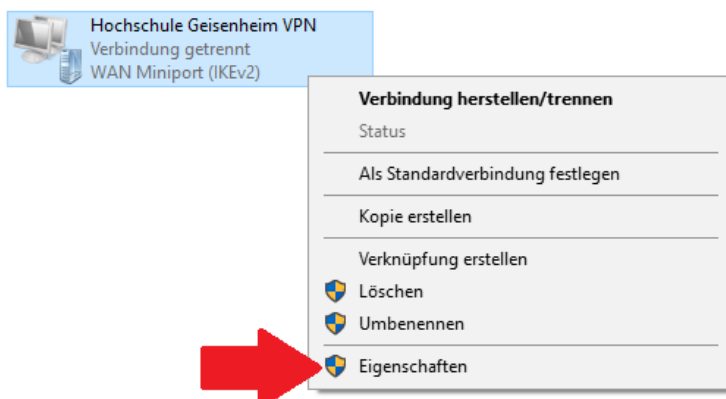 Hochschule Geisenheim VPN
Verbindung getrennt
WAN Miniport (IKEv2)
Verbindung herstellen/trennen
Status
Als Standardverbindung festlegen
Kopie erstellen
Verknüpfung erstellen
Löschen
Umbenennen
Eigenschaften